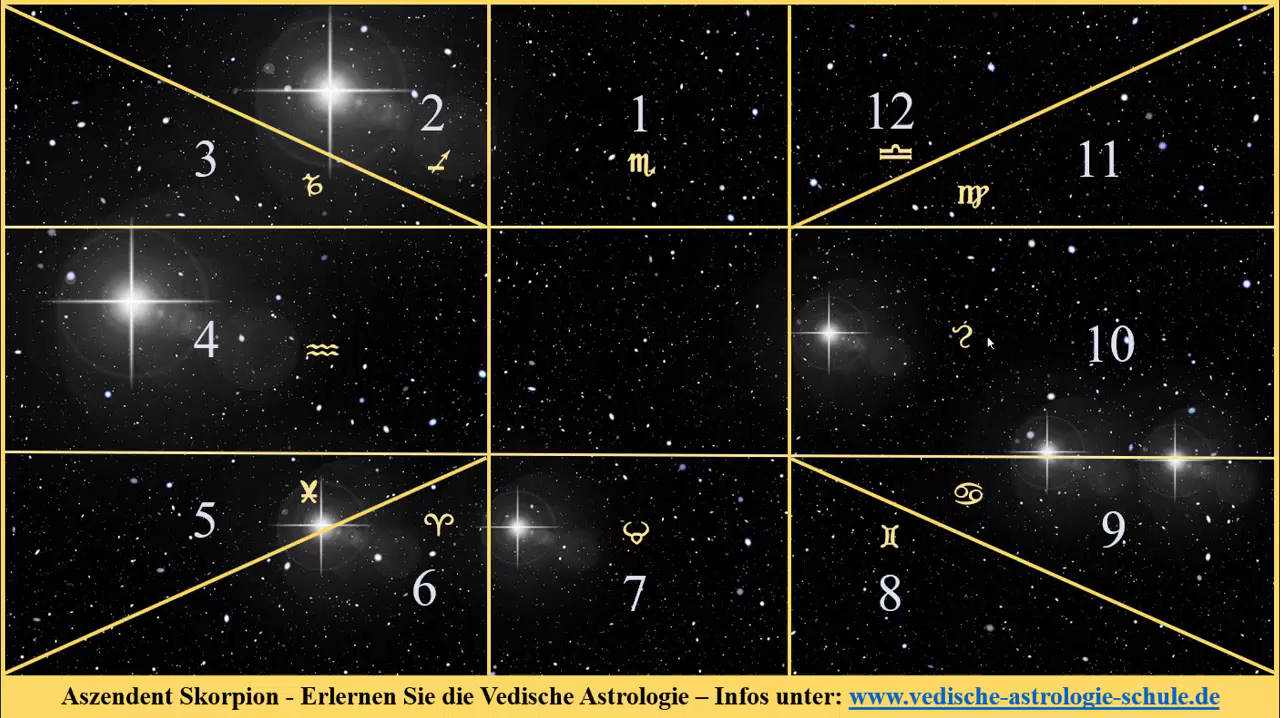 2 1 12
3 11
♐ ♏ ♎
♑ ♍
4 ♒ ♌ 10
5 ♓ ♈ ♉ ♊ ♋ 9
6 7 8
Aszendent Skorpion - Erlernen Sie die Vedische Astrologie – Infos unter: www.vedische-astrologie-schule.de